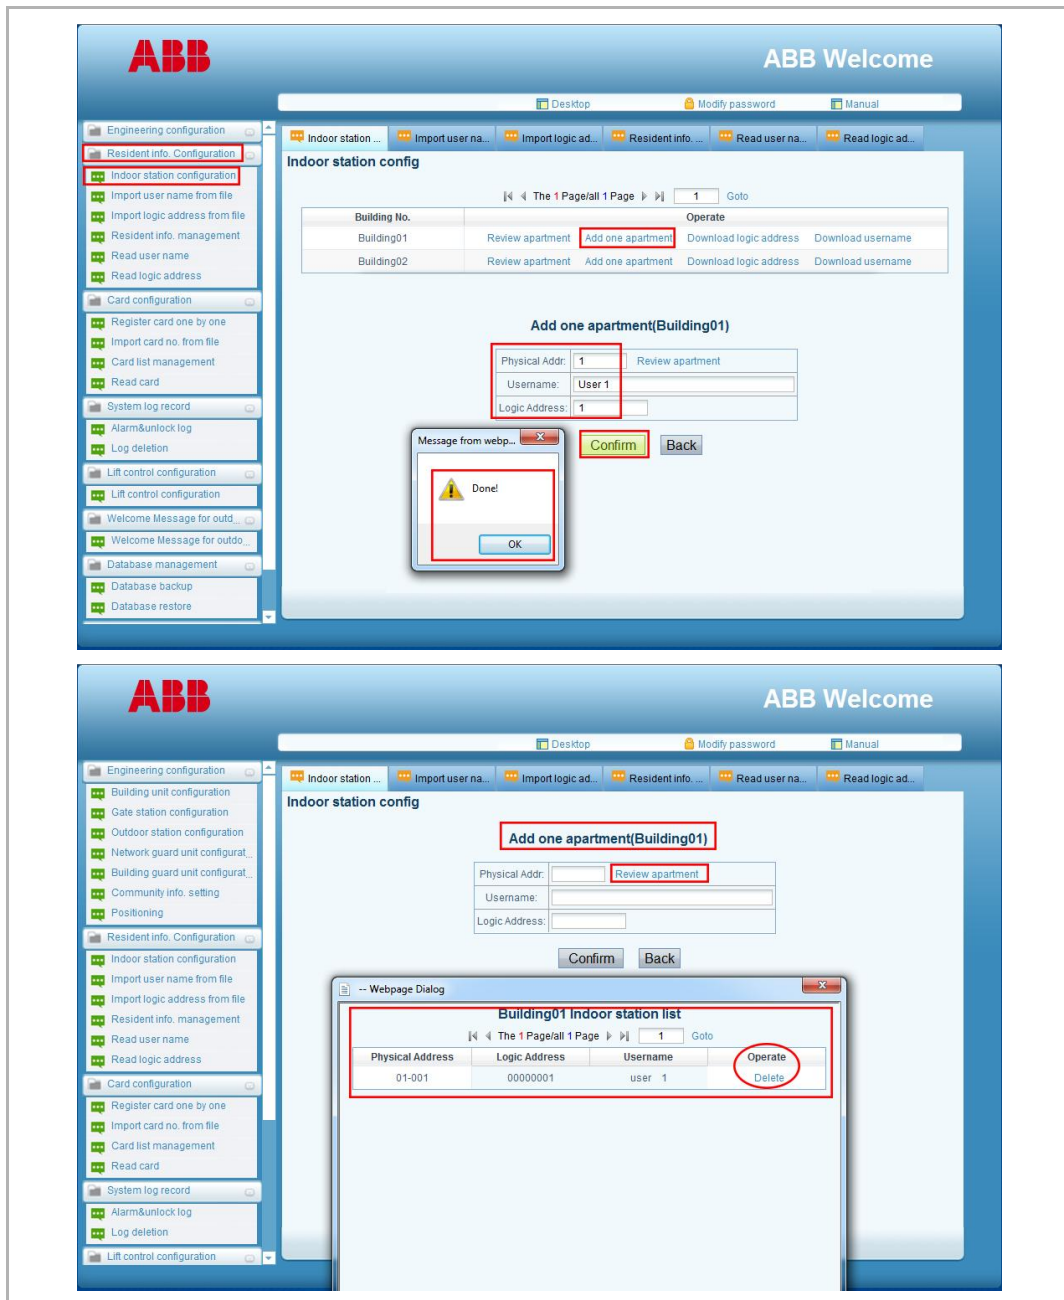 ABB
ABB Welcome
Desktop
Modify password
Manual
Engineering configuration
Resident info. Configuration
Indoor station configuration
Import user name from file
Import logic address from file
Resident info. management
Read user name
Read logic address
Card configuration
Register card one by one
Import card no. from file
Card list management
Read card
System log record
Alarm&unlock log
Log deletion
Lift control configuration
Lift control configuration
Welcome Message for outd...
Welcome Message for outdo...
Database management
Database backup
Database restore
Indoor station ... Import user na... Import logic ad... Resident info. ... Read user na... Read logic ad...
Indoor station config
The 1 Page/all 1 Page 1 Goto
Building No. Operate
Building01 Review apartment Add one apartment Download logic address Download username
Building02 Review apartment Add one apartment Download logic address Download username
Add one apartment(Building01)
Physical Addr: 1 Review apartment
Username: User 1
Logic Address: 1
Confirm Back
Message from webp...
Done!
OK
ABB
ABB Welcome
Desktop
Modify password
Manual
Engineering configuration
Building unit configuration
Gate station configuration
Outdoor station configuration
Network guard unit configurat...
Building guard unit configurat...
Community info. setting
Positioning
Resident info. Configuration
Indoor station configuration
Import user name from file
Import logic address from file
Resident info. management
Read user name
Read logic address
Card configuration
Register card one by one
Import card no. from file
Card list management
Read card
System log record
Alarm&unlock log
Log deletion
Lift control configuration
Indoor station ... Import user na... Import logic ad... Resident info. ... Read user na... Read logic ad...
Indoor station config
Add one apartment(Building01)
Physical Addr: Review apartment
Username:
Logic Address:
Confirm Back
-- Webpage Dialog
Building01 Indoor station list
The 1 Page/all 1 Page 1 Goto
Physical Address Logic Address Username Operate
01-001 00000001 user 1 Delete